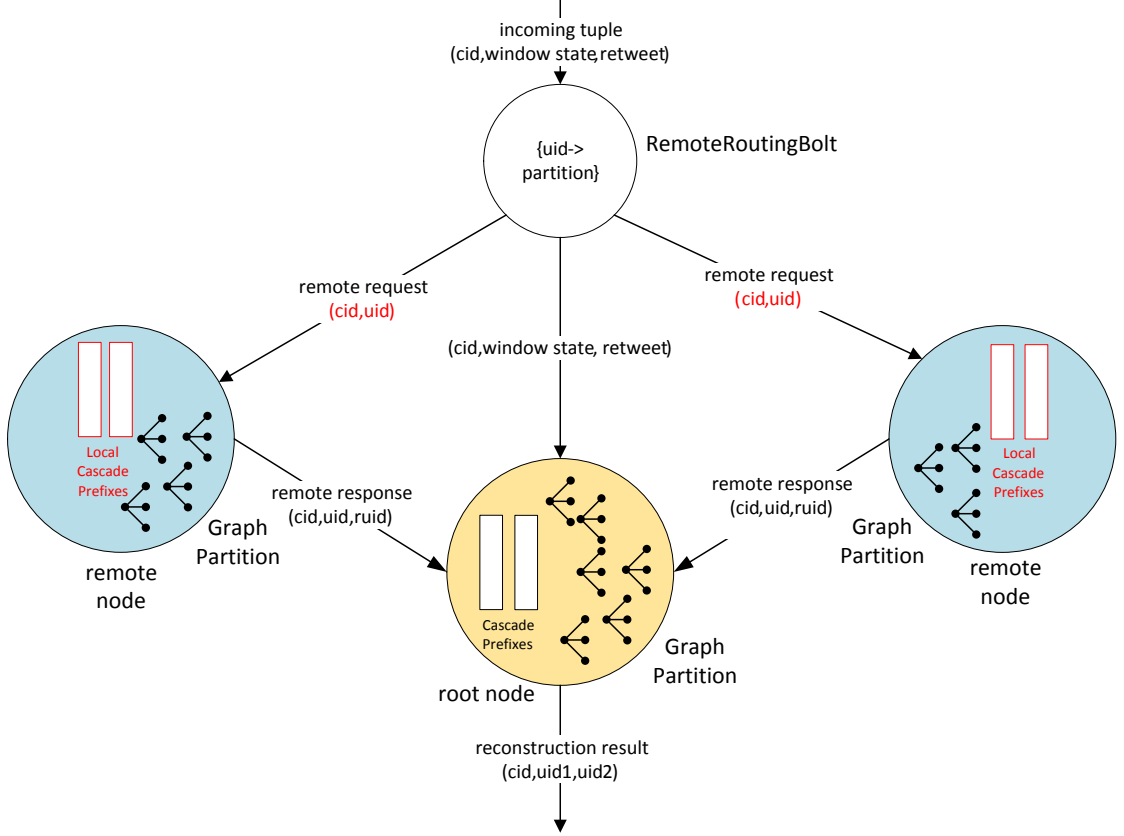 incoming tuple
(cid,window state,retweet)
{uid->
partition}
RemoteRoutingBolt
remote request
(cid,uid)
remote request
(cid,uid)
(cid,window state, retweet)
Local
Cascade
Prefixes
Local
Cascade
Prefixes
remote response
(cid,uid,ruid)
remote response
(cid,uid,ruid)
Graph
Partition
Graph
Partition
remote
node
remote
node
Cascade
Prefixes
Graph
Partition
root node
reconstruction result
(cid,uid1,uid2)